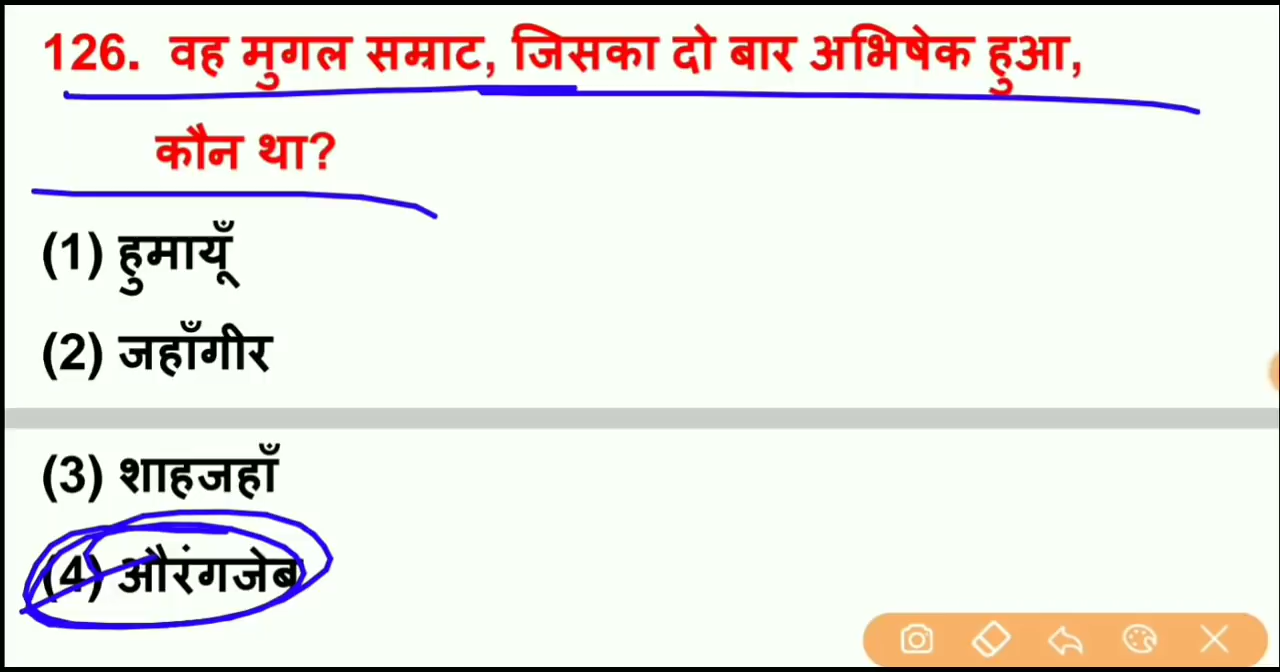 126. वह मुगल सम्राट, जिसका दो बार अभिषेक हुआ,
कौन था?
(1) हुमायूँ
(2) जहाँगीर
(3) शाहजहाँ
(4) औरंगजेब